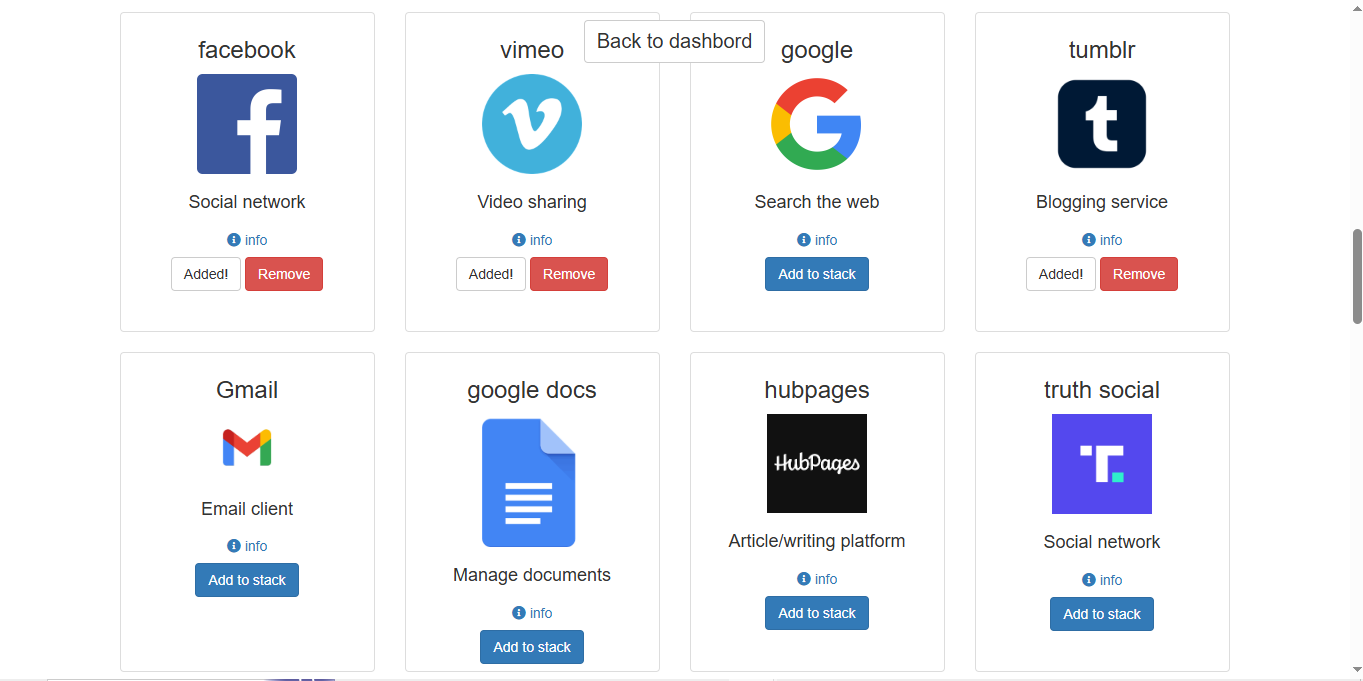 Back to dashbord
facebook
Social network
info
Added! Remove
vimeo
Video sharing
info
Added! Remove
google
Search the web
info
Add to stack
tumblr
t
Blogging service
info
Added! Remove
Gmail
Email client
info
Add to stack
google docs
Manage documents
info
Add to stack
hubpages
HubPages
Article/writing platform
info
Add to stack
truth social
T.
Social network
info
Add to stack